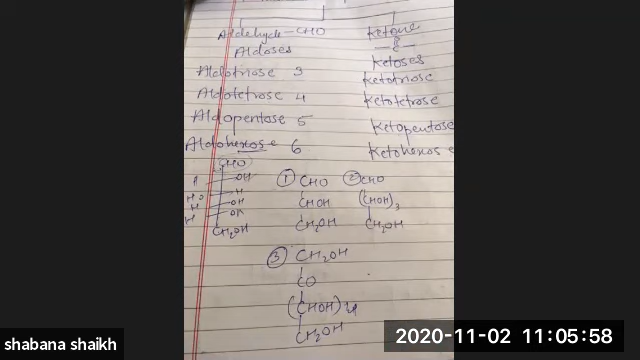 Aldehyde -CHO    Ketone
Aldoses    -C-
Ketoses
Aldotriose 3    Ketotriose
Aldotetrose 4    Ketotetrose
Aldopentose 5    Ketopentose
Aldohexose 6    Ketohexose
CHO
H OH
HO H
H OH
H OH
CH2OH
① CHO
CHOH
CH2OH
② CHO
(CHOH)3
CH2OH
③ CH2OH
CO
(CHOH)4
CH2OH
shabana shaikh
2020-11-02 11:05:58